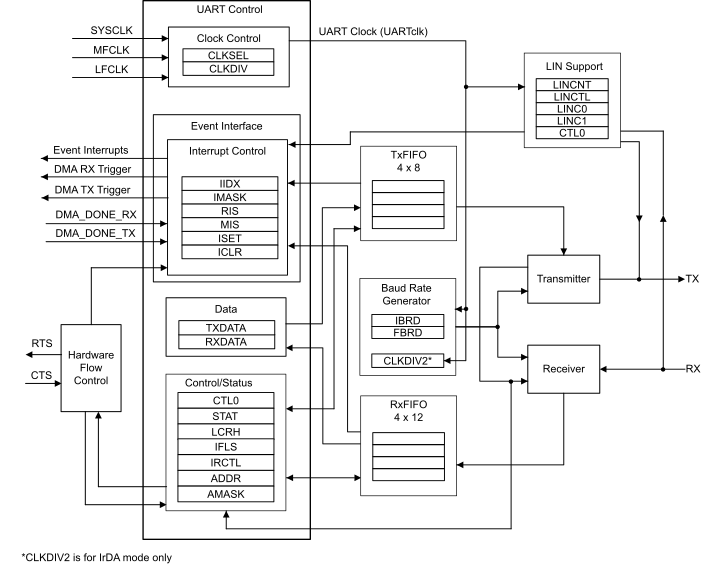 UART Control
SYSCLK
MFCLK
LFCLK
Clock Control
CLKSEL
CLKDIV
UART Clock (UARTclk)
LIN Support
LINCNT
LINCTL
LINC0
LINC1
CTL0
Event Interface
Interrupt Control
IIDX
IMASK
RIS
MIS
ISET
ICLR
Event Interrupts
DMA RX Trigger
DMA TX Trigger
DMA_DONE_RX
DMA_DONE_TX
TxFIFO
4 x 8
Baud Rate
Generator
IBRD
FBRD
CLKDIV2*
Transmitter
TX
Data
TXDATA
RXDATA
RTS
CTS
Hardware
Flow
Control
Receiver
RX
Control/Status
CTL0
STAT
LCRH
IFLS
IRCTL
ADDR
AMASK
RxFIFO
4 x 12
*CLKDIV2 is for IrDA mode only